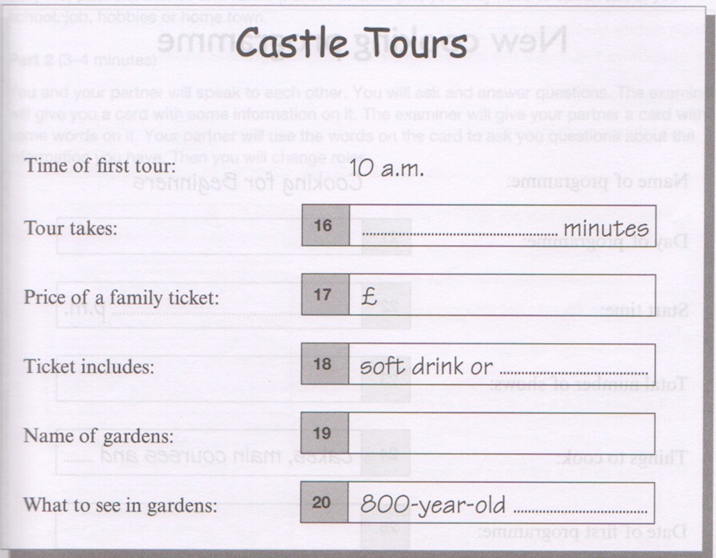 Castle Tours
Time of first tour: 10 a.m.
Tour takes: 16 ........ minutes
Price of a family ticket: 17 £
Ticket includes: 18 soft drink or ........
Name of gardens: 19
What to see in gardens: 20 800-year-old ........